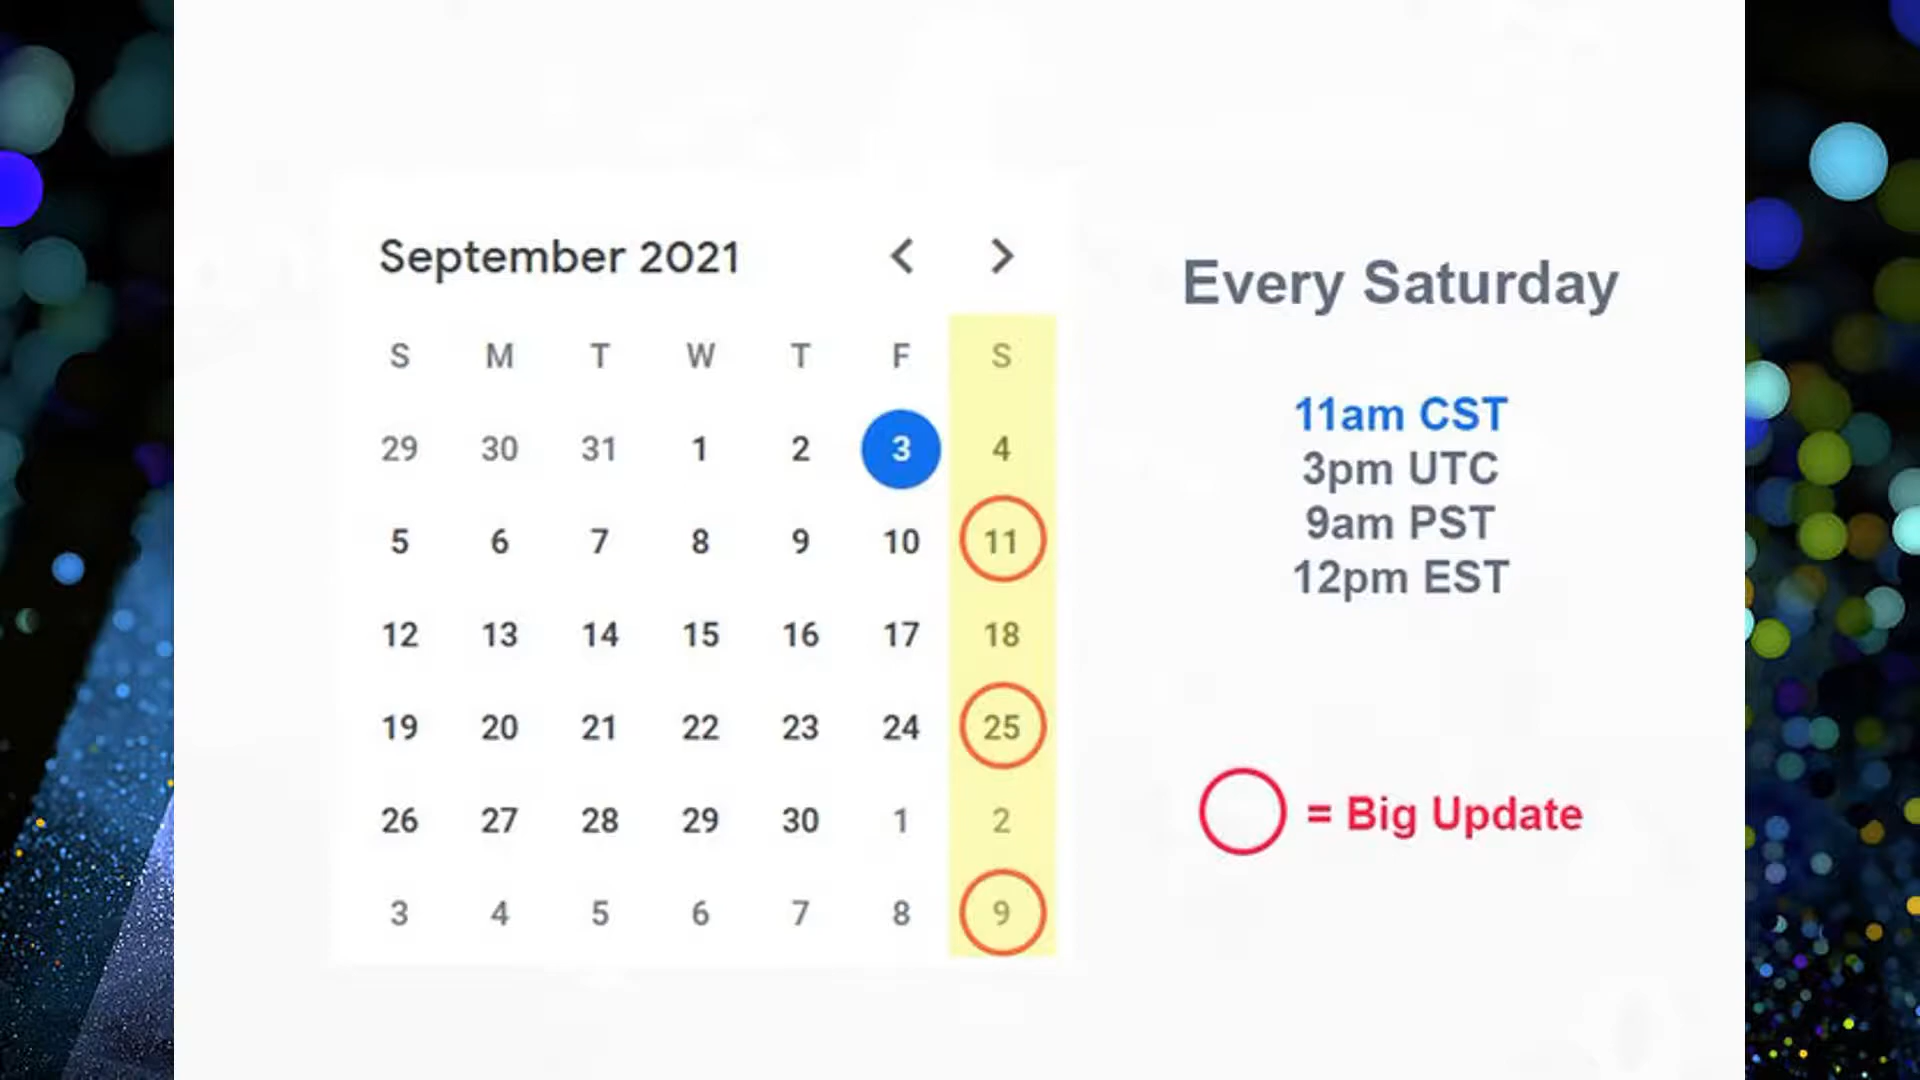 September 2021
S M T W T F S
29 30 31 1 2 3 4
5 6 7 8 9 10 11
12 13 14 15 16 17 18
19 20 21 22 23 24 25
26 27 28 29 30 1 2
3 4 5 6 7 8 9
Every Saturday
11am CST
3pm UTC
9am PST
12pm EST
= Big Update